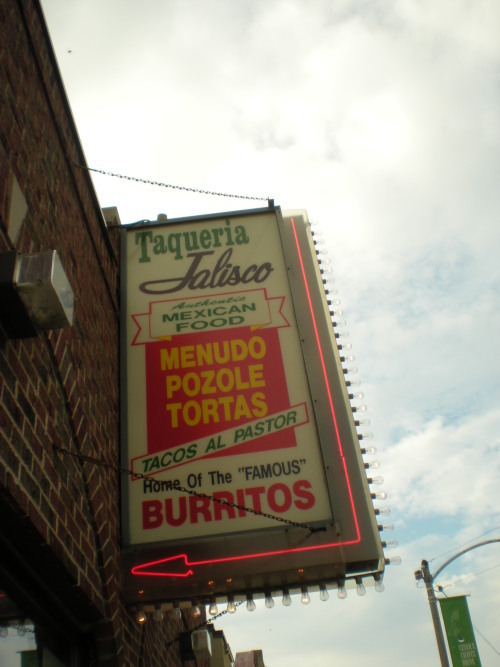 Taqueria
Jalisco
Authentic
MEXICAN
FOOD
MENUDO
POZOLE
TORTAS
TACOS AL PASTOR
Home Of The "FAMOUS"
BURRITOS